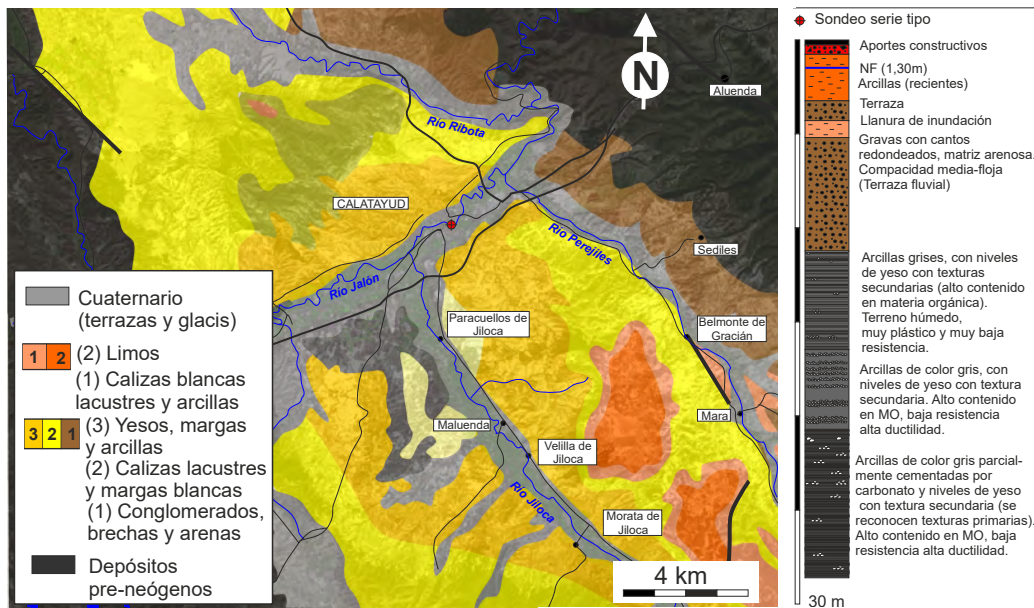 N
Aluenda
Río Ribota
CALATAYUD
Río Perejiles
Sediles
Río Jalón
Paracuellos de
Jiloca
Belmonte de
Gracián
Mara
Maluenda
Velilla de
Jiloca
Río Jiloca
Morata de
Jiloca
4 km
Cuaternario
(terrazas y glacis)
1 2 (2) Limos
(1) Calizas blancas
lacustres y arcillas
3 2 1 (3) Yesos, margas
y arcillas
(2) Calizas lacustres
y margas blancas
(1) Conglomerados,
brechas y arenas
Depósitos
pre-neógenos
Sondeo serie tipo
Aportes constructivos
NF (1,30m)
Arcillas (recientes)
Terraza
Llanura de inundación
Gravas con cantos
redondeados, matriz arenosa.
Compacidad media-floja
(Terraza fluvial)
Arcillas grises, con niveles
de yeso con texturas
secundarias (alto contenido
en materia orgánica).
Terreno húmedo,
muy plástico y muy baja
resistencia.
Arcillas de color gris, con
niveles de yeso con textura
secundaria. Alto contenido
en MO, baja resistencia
alta ductilidad.
Arcillas de color gris parcial-
mente cementadas por
carbonato y niveles de yeso
con textura secundaria (se
reconocen texturas primarias).
Alto contenido en MO, baja
resistencia alta ductilidad.
30 m